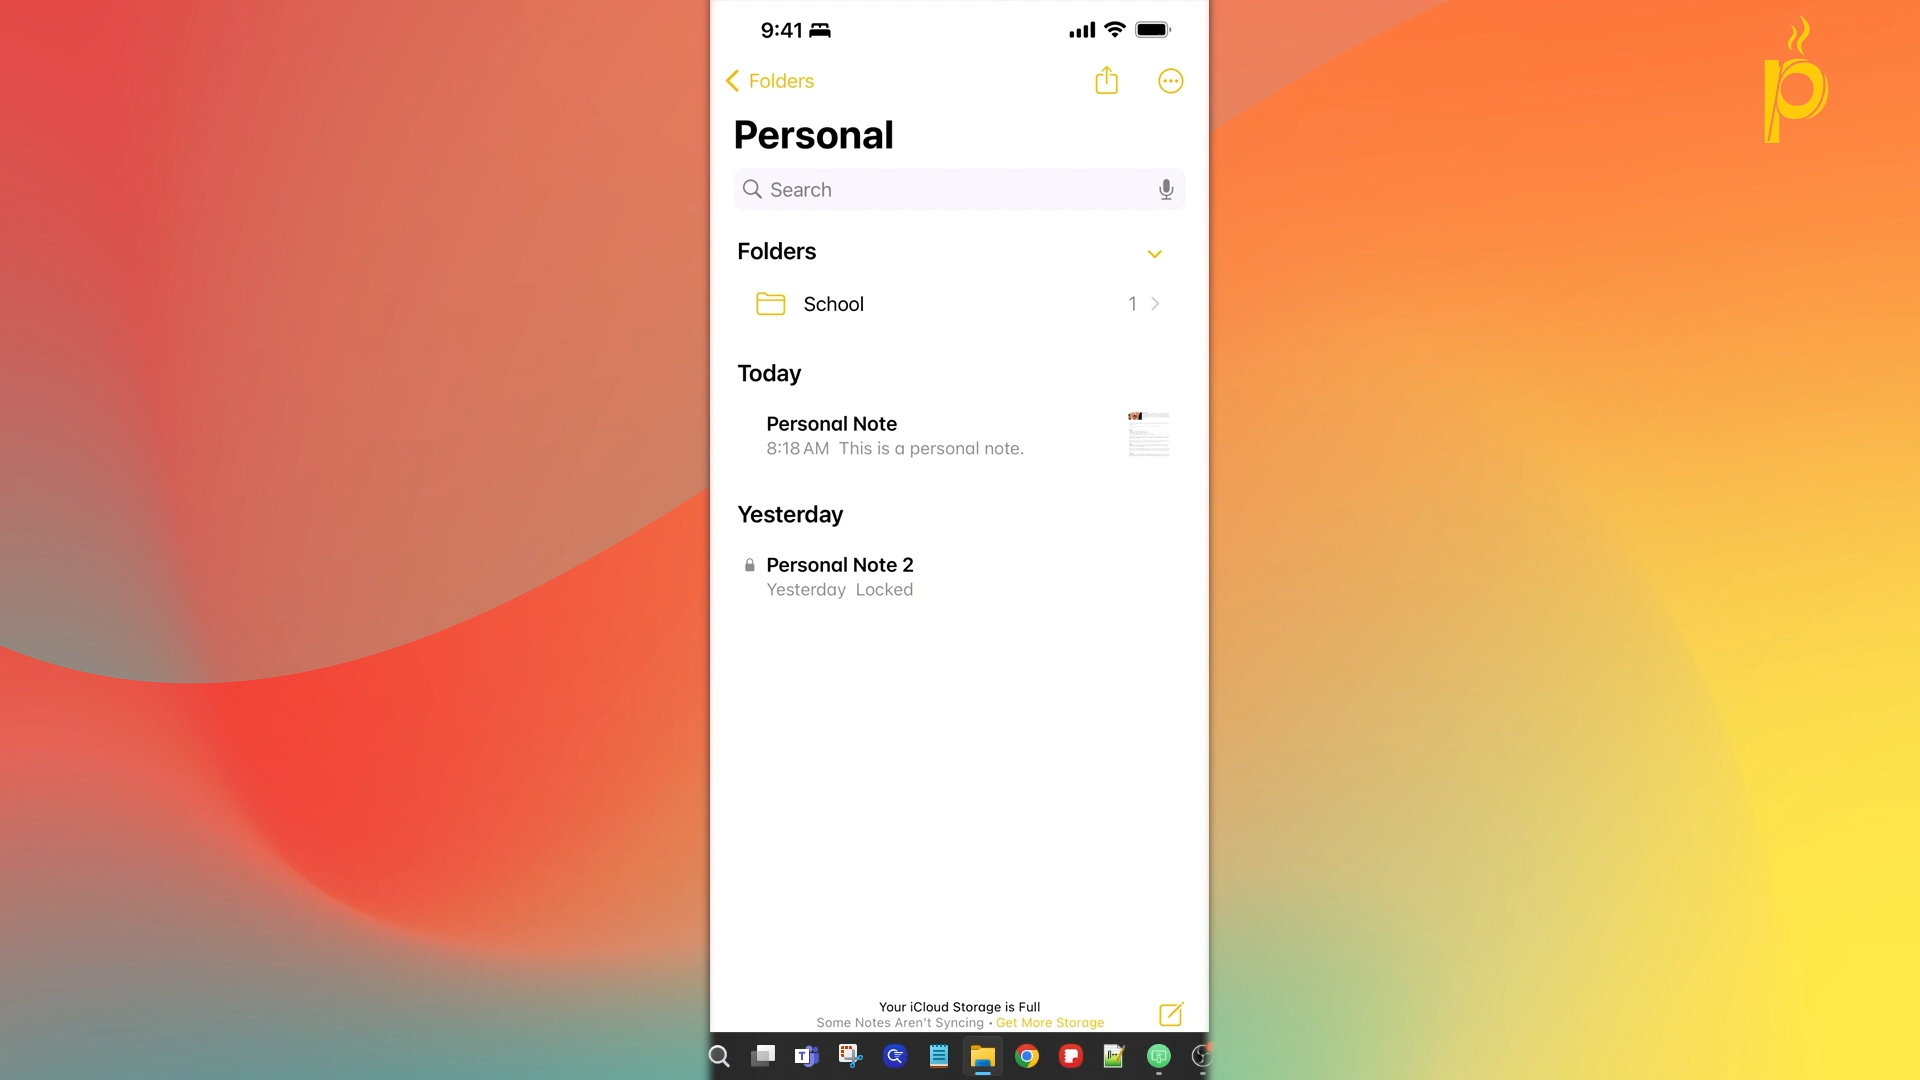 9:41
Folders
Personal
Search
Folders
School 1
Today
Personal Note
8:18 AM This is a personal note.
Yesterday
Personal Note 2
Yesterday Locked
Your iCloud Storage is Full
Some Notes Aren't Syncing • Get More Storage